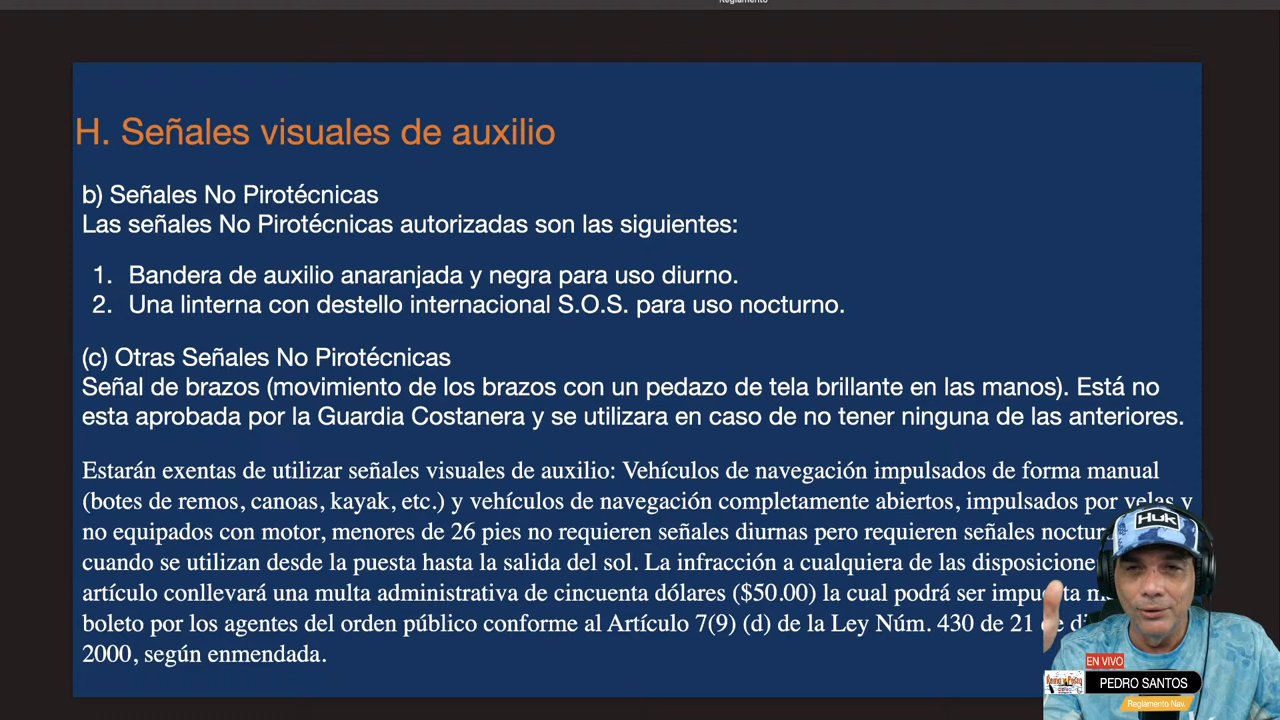 Reglamento
H. Señales visuales de auxilio
b) Señales No Pirotécnicas
Las señales No Pirotécnicas autorizadas son las siguientes:
1. Bandera de auxilio anaranjada y negra para uso diurno.
2. Una linterna con destello internacional S.O.S. para uso nocturno.
(c) Otras Señales No Pirotécnicas
Señal de brazos (movimiento de los brazos con un pedazo de tela brillante en las manos). Está no
esta aprobada por la Guardia Costanera y se utilizara en caso de no tener ninguna de las anteriores.
Estarán exentas de utilizar señales visuales de auxilio: Vehículos de navegación impulsados de forma manual
(botes de remos, canoas, kayak, etc.) y vehículos de navegación completamente abiertos, impulsados por velas y
no equipados con motor, menores de 26 pies no requieren señales diurnas pero requieren señales
cuando se utilizan desde la puesta hasta la salida del sol. La infracción a cualquiera de las
artículo conllevará una multa administrativa de cincuenta dólares ($50.00) la cual podrá ser
boleto por los agentes del orden público conforme al Artículo 7(9) (d) de la Ley Núm. 430 de 21 de
2000, según enmendada.
HUK
EN VIVO
PEDRO SANTOS
Reglamento Nav.